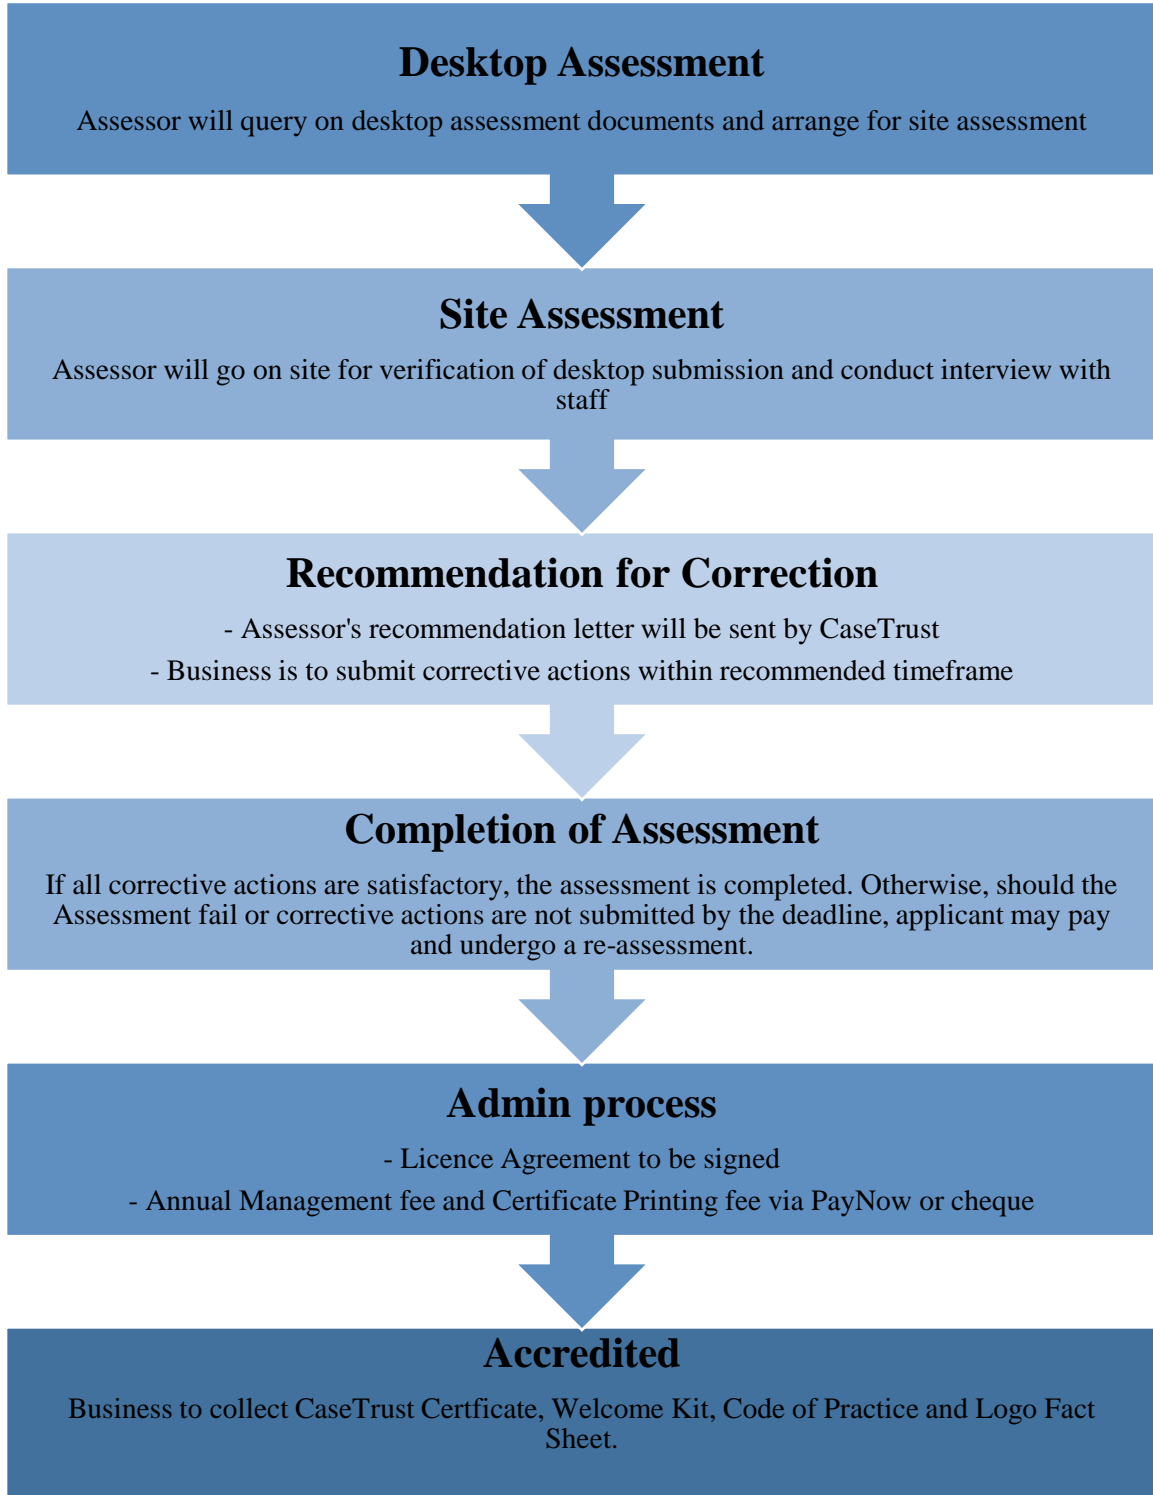 Desktop Assessment
Assessor will query on desktop assessment documents and arrange for site assessment
Site Assessment
Assessor will go on site for verification of desktop submission and conduct interview with
staff
Recommendation for Correction
- Assessor's recommendation letter will be sent by CaseTrust
- Business is to submit corrective actions within recommended timeframe
Completion of Assessment
If all corrective actions are satisfactory, the assessment is completed. Otherwise, should the
Assessment fail or corrective actions are not submitted by the deadline, applicant may pay
and undergo a re-assessment.
Admin process
- Licence Agreement to be signed
- Annual Management fee and Certificate Printing fee via PayNow or cheque
Accredited
Business to collect CaseTrust Certficate, Welcome Kit, Code of Practice and Logo Fact
Sheet.